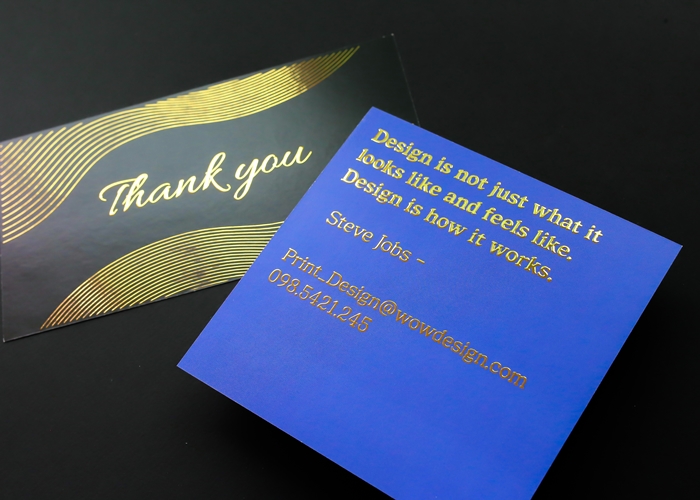 Thank you
Design is not just what it
looks like and feels like.
Design is how it works.
Steve Jobs –
Print_Design@wowdesign.com
098.5421.245